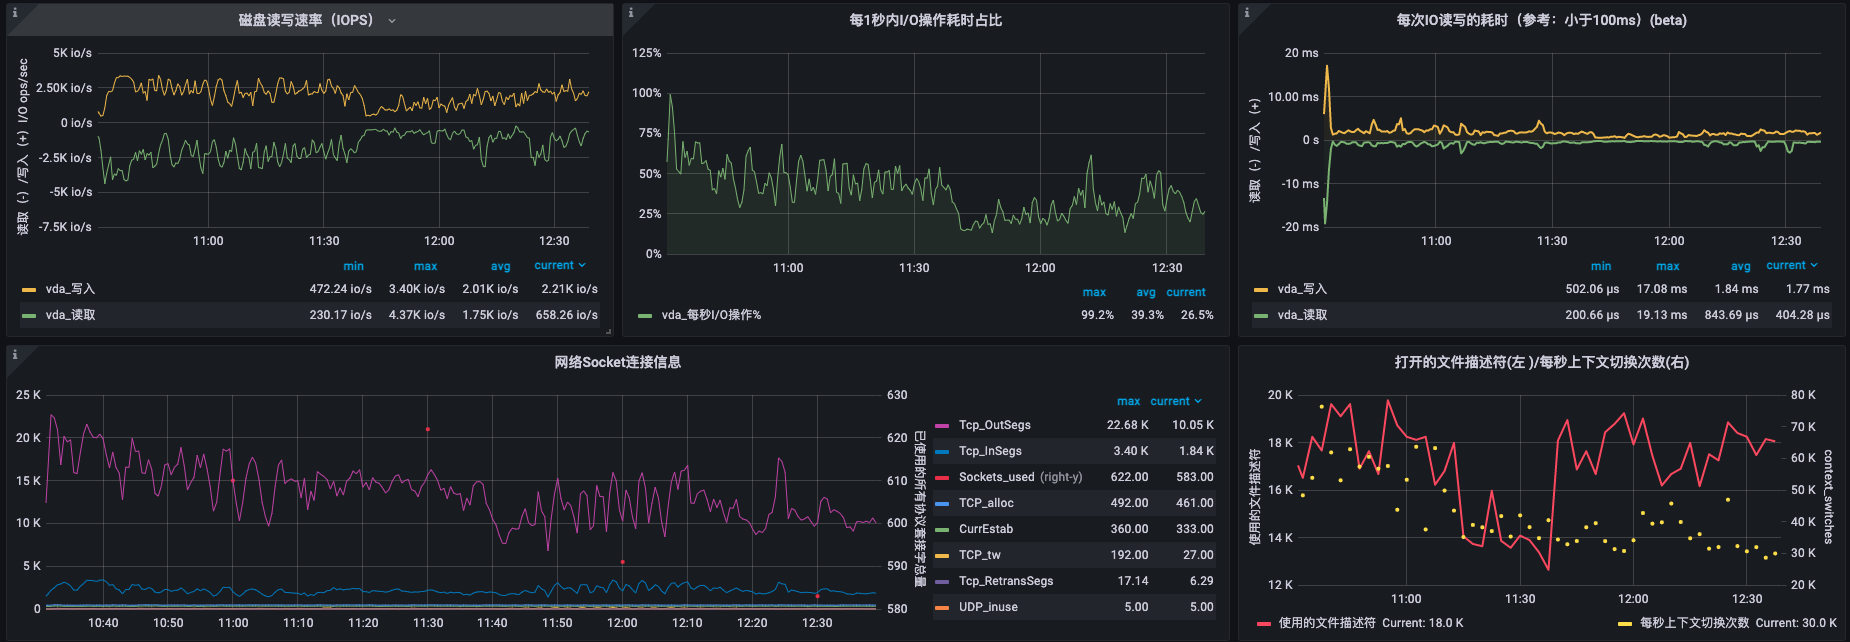 磁盘读写速率（IOPS）
5K io/s
2.50K io/s
0 io/s
-2.5K io/s
-5K io/s
-7.5K io/s
读取（-）/写入（+） I/O ops/sec
11:00 11:30 12:00 12:30
min max avg current
vda_写入 472.24 io/s 3.40K io/s 2.01K io/s 2.21K io/s
vda_读取 230.17 io/s 4.37K io/s 1.75K io/s 658.26 io/s
每1秒内I/O操作耗时占比
125%
100%
75%
50%
25%
0%
11:00 11:30 12:00 12:30
max avg current
vda_每秒I/O操作% 99.2% 39.3% 26.5%
每次IO读写的耗时（参考：小于100ms）(beta)
20 ms
10.00 ms
0 s
-10 ms
-20 ms
读取（-）/写入（+）
11:00 11:30 12:00 12:30
min max avg current
vda_写入 502.06 µs 17.08 ms 1.84 ms 1.77 ms
vda_读取 200.66 µs 19.13 ms 843.69 µs 404.28 µs
网络Socket连接信息
25 K
20 K
15 K
10 K
5 K
0
630
620
610
600
590
580
已使用的所有协议套接字总量
10:40 10:50 11:00 11:10 11:20 11:30 11:40 11:50 12:00 12:10 12:20 12:30
max current
Tcp_OutSegs 22.68 K 10.05 K
Tcp_InSegs 3.40 K 1.84 K
Sockets_used (right-y) 622.00 583.00
TCP_alloc 492.00 461.00
CurrEstab 360.00 333.00
TCP_tw 192.00 27.00
Tcp_RetransSegs 17.14 6.29
UDP_inuse 5.00 5.00
打开的文件描述符(左 )/每秒上下文切换次数(右)
20 K
18 K
16 K
14 K
12 K
使用的文件描述符
80 K
70 K
60 K
50 K
40 K
30 K
20 K
context_switches
11:00 11:30 12:00 12:30
使用的文件描述符 Current: 18.0 K
每秒上下文切换次数 Current: 30.0 K